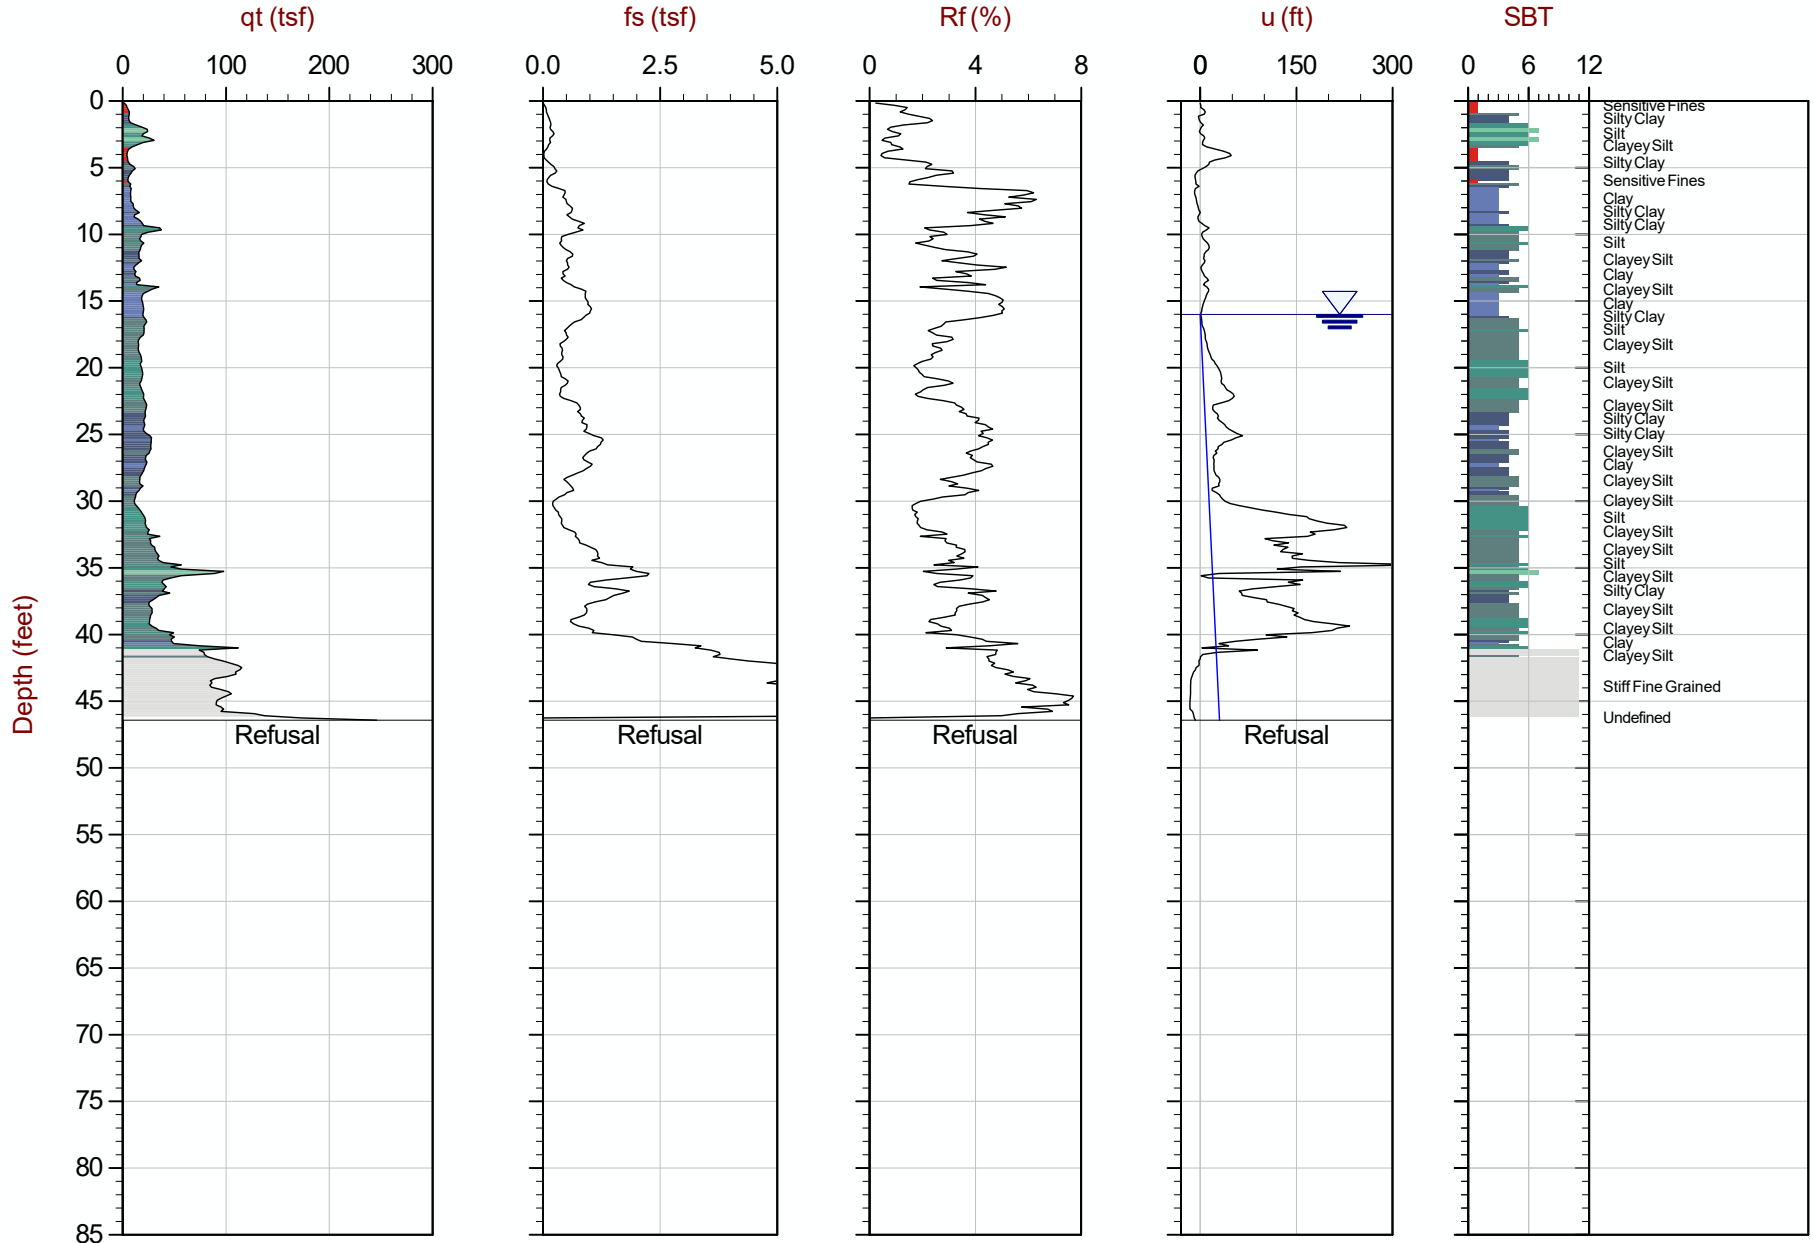 qt (tsf) fs (tsf) Rf (%) u (ft) SBT
0 100 200 300 0.0 2.5 5.0 0 4 8 0 150 300 0 6 12
0
5
10
15
20
25
30
35
40
45
50
55
60
65
70
75
80
85
Depth (feet)
Refusal Refusal Refusal Refusal
Sensitive Fines
Silty Clay
Silt
Clayey Silt
Silty Clay
Sensitive Fines
Clay
Silty Clay
Silty Clay
Silt
Clayey Silt
Clay
Clayey Silt
Clay
Silty Clay
Silt
Clayey Silt
Silt
Clayey Silt
Clayey Silt
Silty Clay
Silty Clay
Clayey Silt
Clay
Clayey Silt
Clayey Silt
Silt
Clayey Silt
Clayey Silt
Silt
Clayey Silt
Silty Clay
Clayey Silt
Clayey Silt
Clay
Clayey Silt
Stiff Fine Grained
Undefined